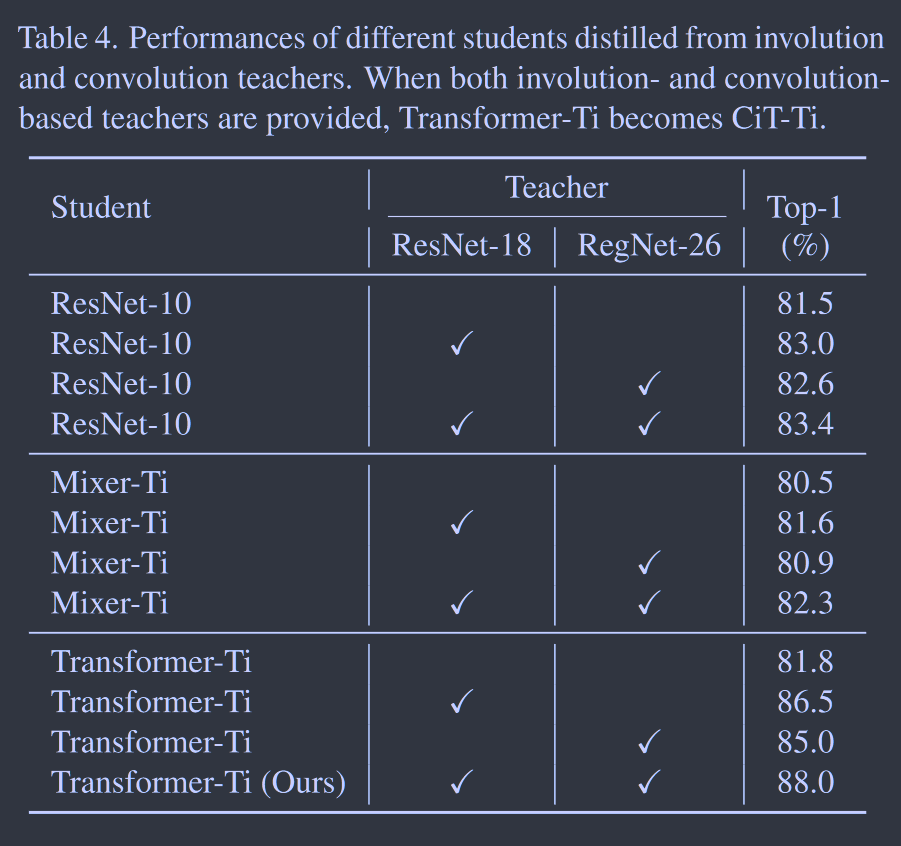 Table 4. Performances of different students distilled from involution
and convolution teachers. When both involution- and convolution-
based teachers are provided, Transformer-Ti becomes CiT-Ti.
Student Teacher Top-1
ResNet-18 RegNet-26 (%)
ResNet-10 81.5
ResNet-10 ✓ 83.0
ResNet-10 ✓ 82.6
ResNet-10 ✓ ✓ 83.4
Mixer-Ti 80.5
Mixer-Ti ✓ 81.6
Mixer-Ti ✓ 80.9
Mixer-Ti ✓ ✓ 82.3
Transformer-Ti 81.8
Transformer-Ti ✓ 86.5
Transformer-Ti ✓ 85.0
Transformer-Ti (Ours) ✓ ✓ 88.0